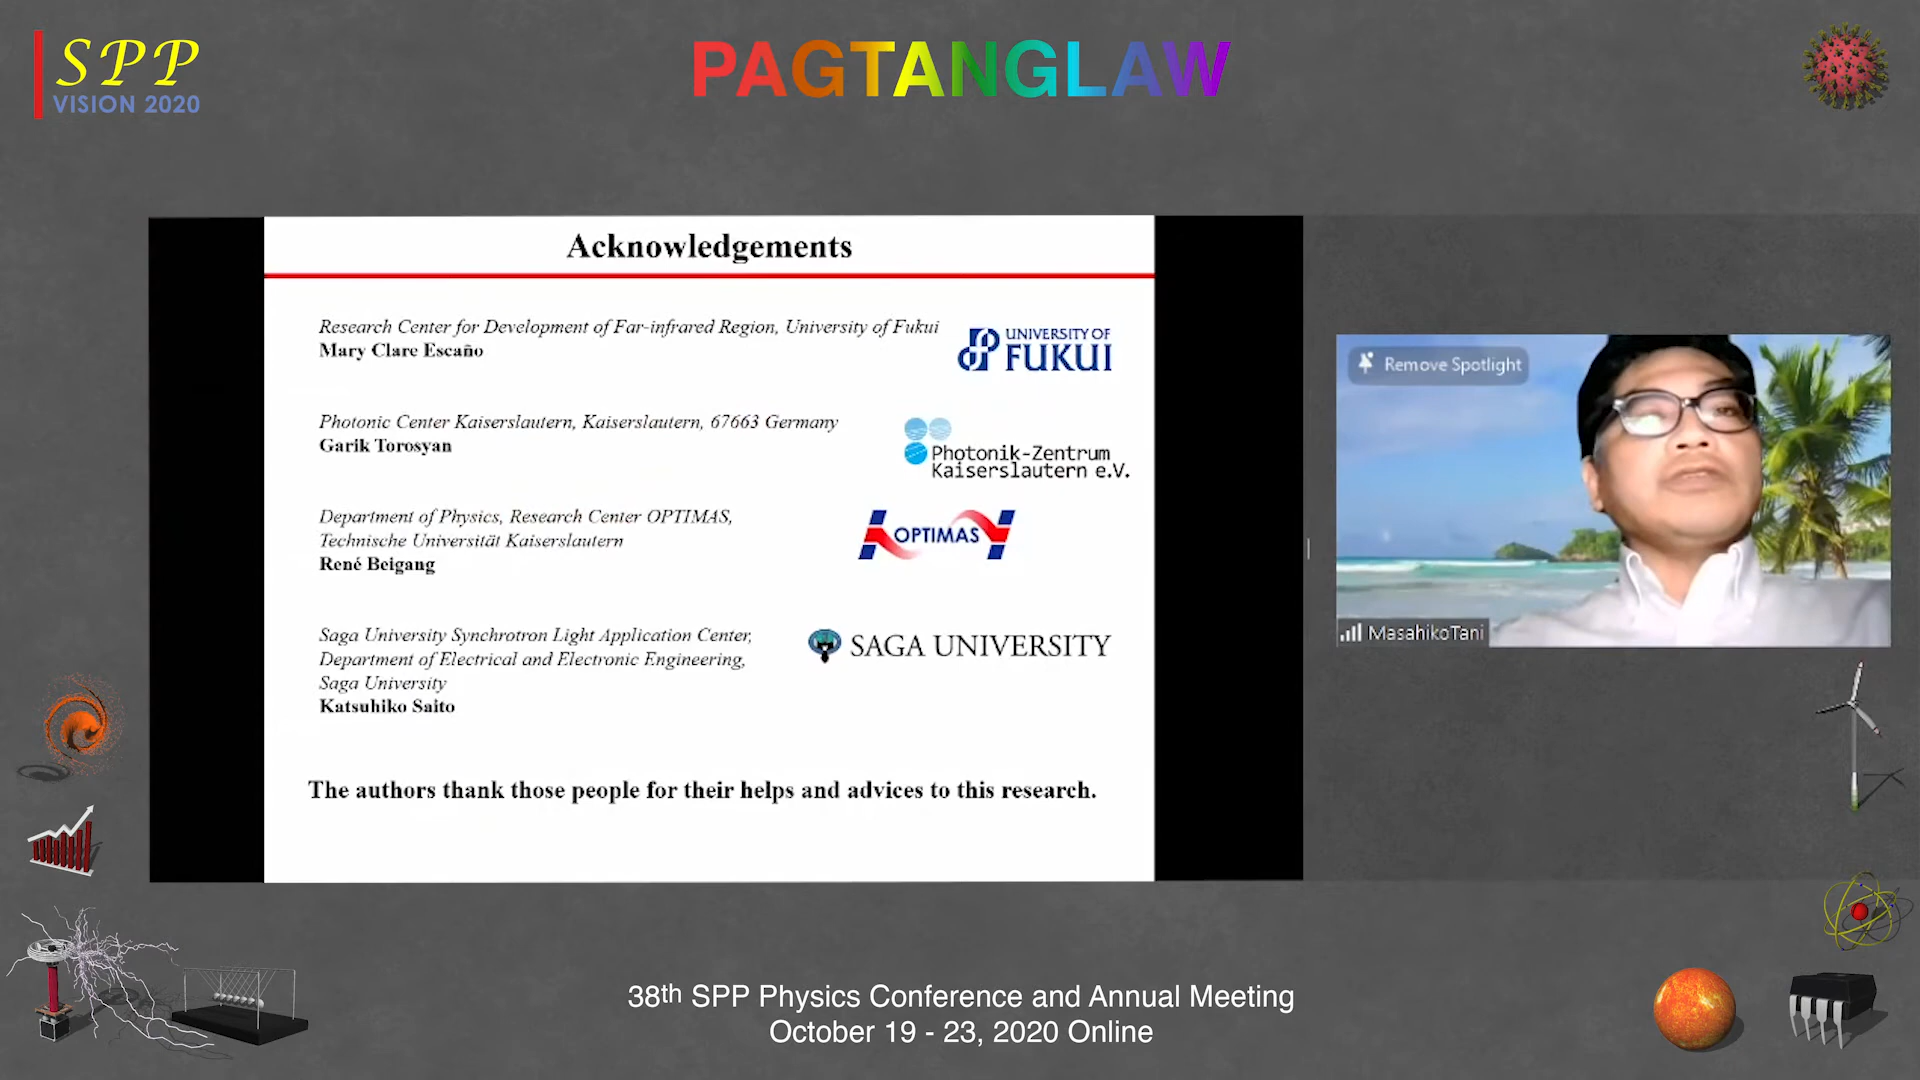 SPP
VISION 2020
PAGTANGLAW
Acknowledgements
Research Center for Development of Far-infrared Region, University of Fukui
Mary Clare Escaño
UNIVERSITY OF
FUKUI
Photonic Center Kaiserslautern, Kaiserslautern, 67663 Germany
Garik Torosyan
Photonik-Zentrum
Kaiserslautern e.V.
Department of Physics, Research Center OPTIMAS,
Technische Universität Kaiserslautern
René Beigang
OPTIMAS
Saga University Synchrotron Light Application Center,
Department of Electrical and Electronic Engineering,
Saga University
Katsuhiko Saito
SAGA UNIVERSITY
The authors thank those people for their helps and advices to this research.
Remove Spotlight
MasahikoTani
38th SPP Physics Conference and Annual Meeting
October 19 - 23, 2020 Online